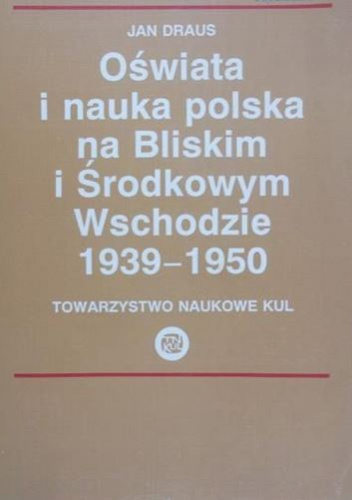 JAN DRAUS
Oświata
i nauka polska
na Bliskim
i Środkowym
Wschodzie
1939–1950
TOWARZYSTWO NAUKOWE KUL